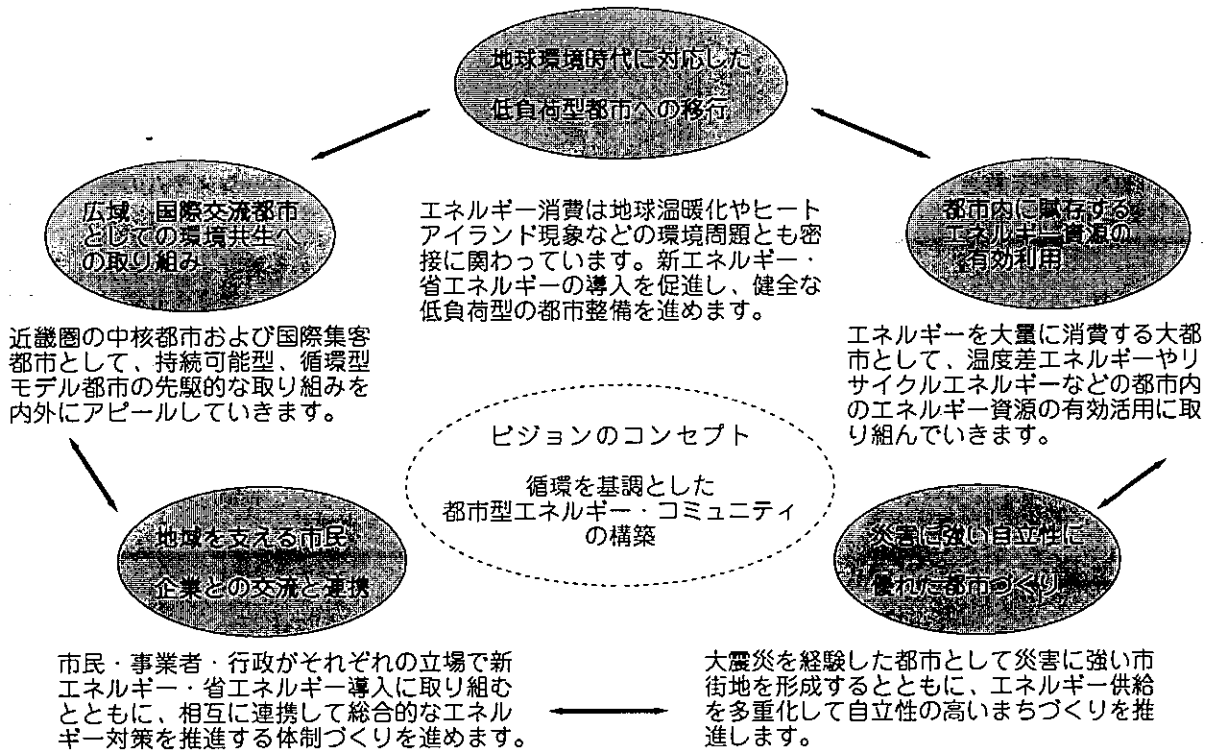 地球環境時代に対応した
低負荷型都市への移行
広域・国際交流都市
としての環境共生へ
の取り組み
近畿圏の中核都市および国際集客
都市として、持続可能型、循環型
モデル都市の先駆的な取り組みを
内外にアピールしていきます。
エネルギー消費は地球温暖化やヒート
アイランド現象などの環境問題とも密
接に関わっています。新エネルギー・
省エネルギーの導入を促進し、健全な
低負荷型の都市整備を進めます。
都市内に賦存する
エネルギー資源の
有効利用
エネルギーを大量に消費する大都
市として、温度差エネルギーやリ
サイクルエネルギーなどの都市内
のエネルギー資源の有効活用に取
り組んでいきます。
ビジョンのコンセプト
循環を基調とした
都市型エネルギー・コミュニティ
の構築
地域を支える市民
企業との交流と連携
市民・事業者・行政がそれぞれの立場で新
エネルギー・省エネルギー導入に取り組む
とともに、相互に連携して総合的なエネル
ギー対策を推進する体制づくりを進めます。
災害に強い自立性に
優れた都市づくり
大震災を経験した都市として災害に強い市
街地を形成するとともに、エネルギー供給
を多重化して自立性の高いまちづくりを推
進します。